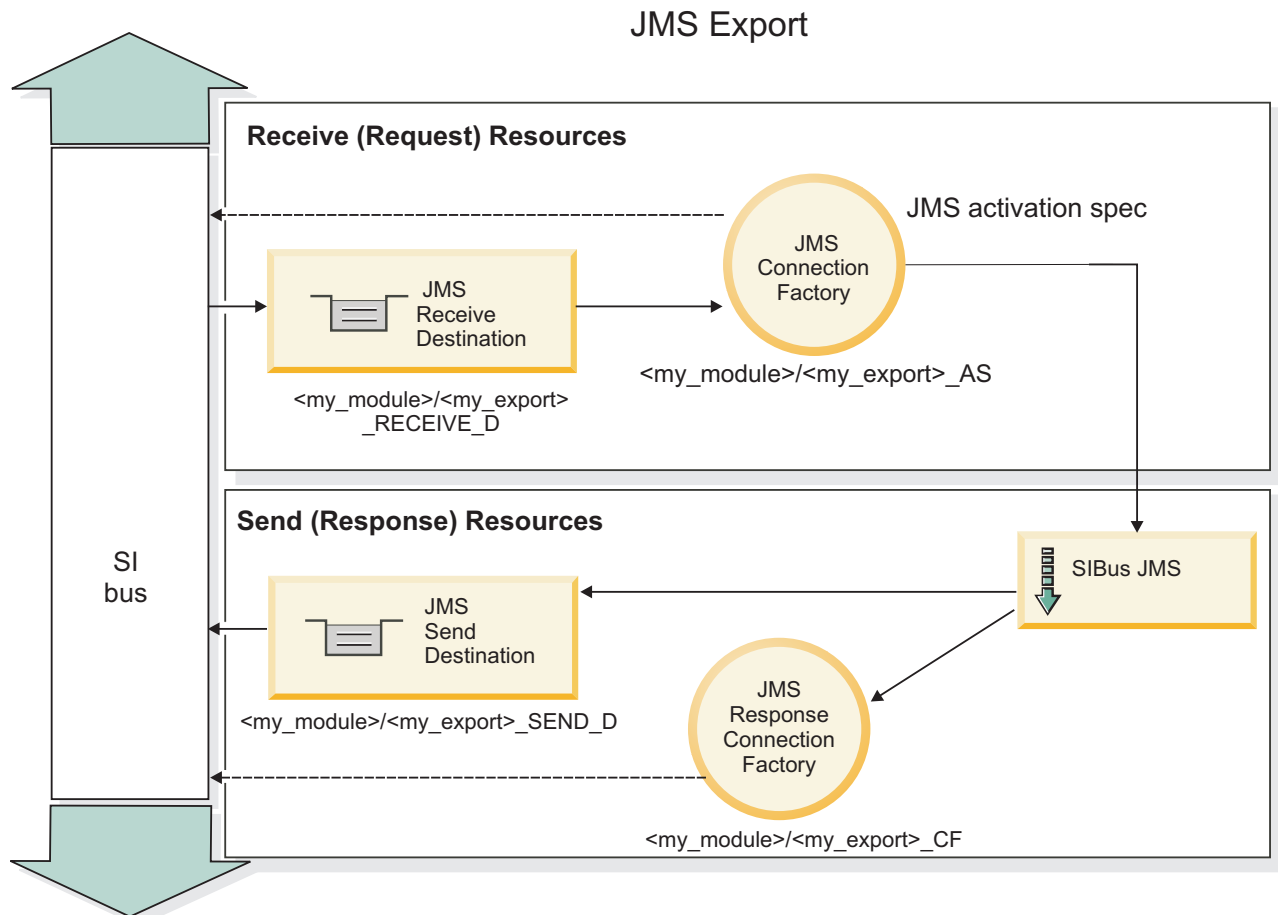 JMS Export
Receive (Request) Resources
JMS activation spec
JMS
Connection
Factory
JMS
Receive
Destination
<my_module>/<my_export>_AS
<my_module>/<my_export>
_RECEIVE_D
Send (Response) Resources
SI
bus
SIBus JMS
JMS
Send
Destination
JMS
Response
Connection
Factory
<my_module>/<my_export>_SEND_D
<my_module>/<my_export>_CF